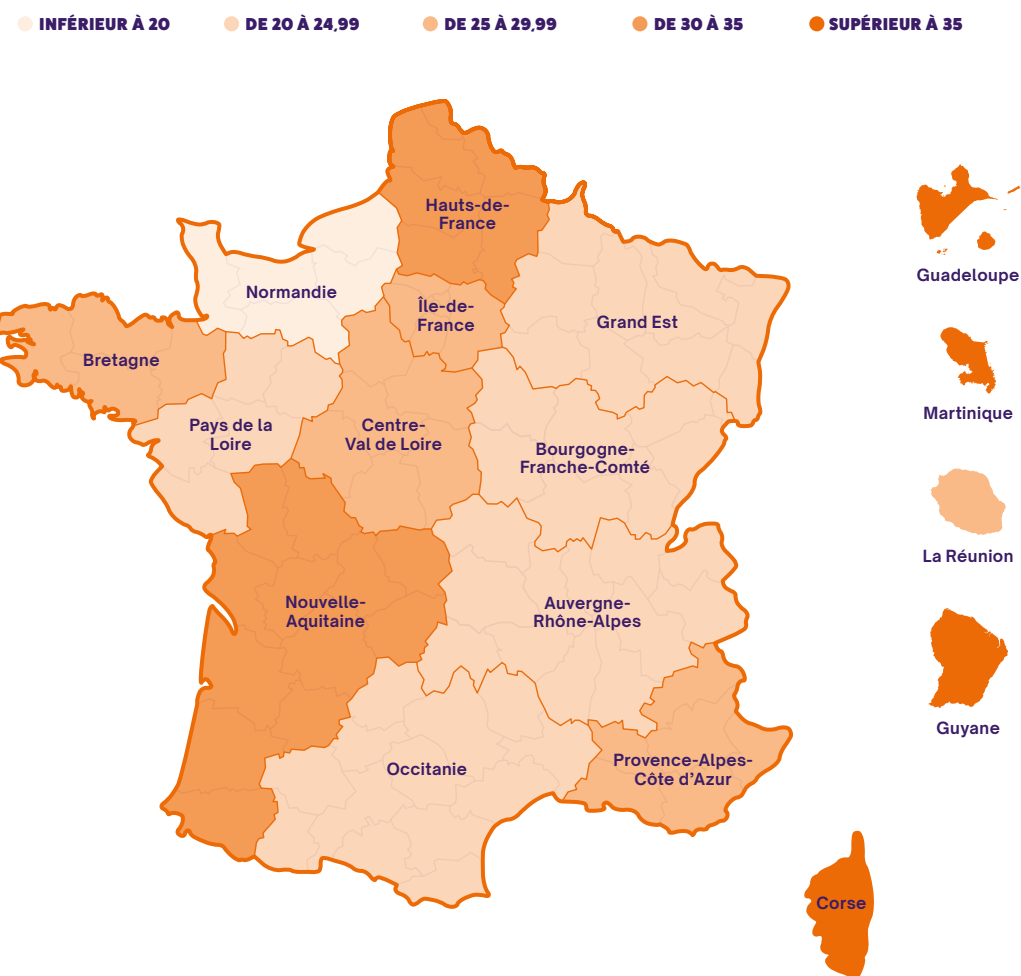 INFÉRIEUR À 20
DE 20 À 24,99
DE 25 À 29,99
DE 30 À 35
SUPÉRIEUR À 35
Hauts-de-
France
Guadeloupe
Normandie
Île-de-
France
Grand Est
Bretagne
Martinique
Pays de la
Loire
Centre-
Val de Loire
Bourgogne-
Franche-Comté
La Réunion
Nouvelle-
Aquitaine
Auvergne-
Rhône-Alpes
Guyane
Occitanie
Provence-Alpes-
Côte d’Azur
Corse